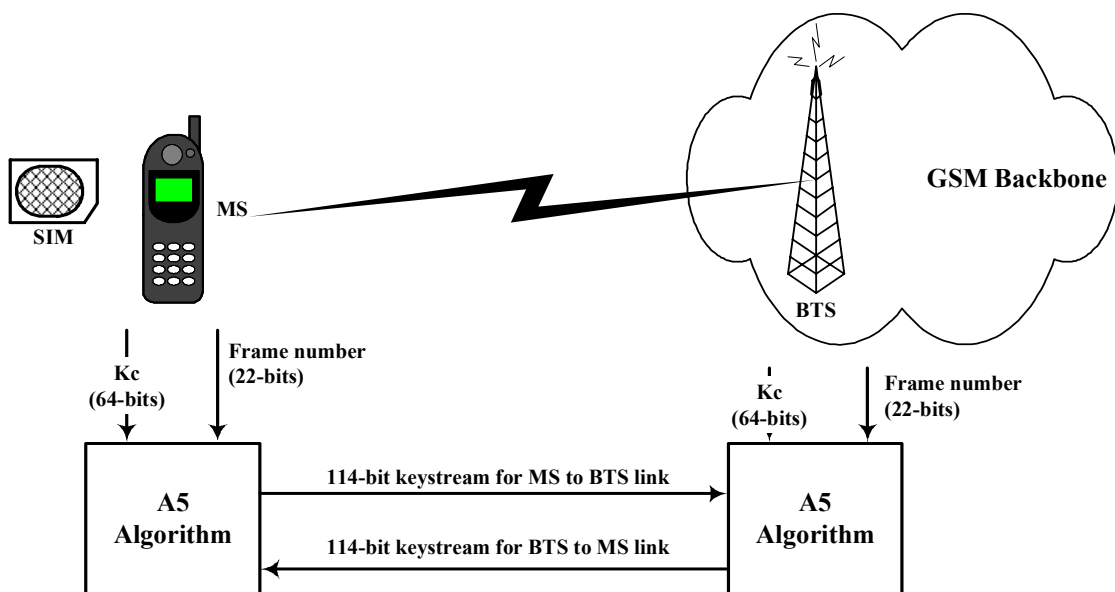 GSM Backbone
MS
SIM
BTS
Kc
(64-bits)
Frame number
(22-bits)
Kc
(64-bits)
Frame number
(22-bits)
A5
Algorithm
114-bit keystream for MS to BTS link
114-bit keystream for BTS to MS link
A5
Algorithm